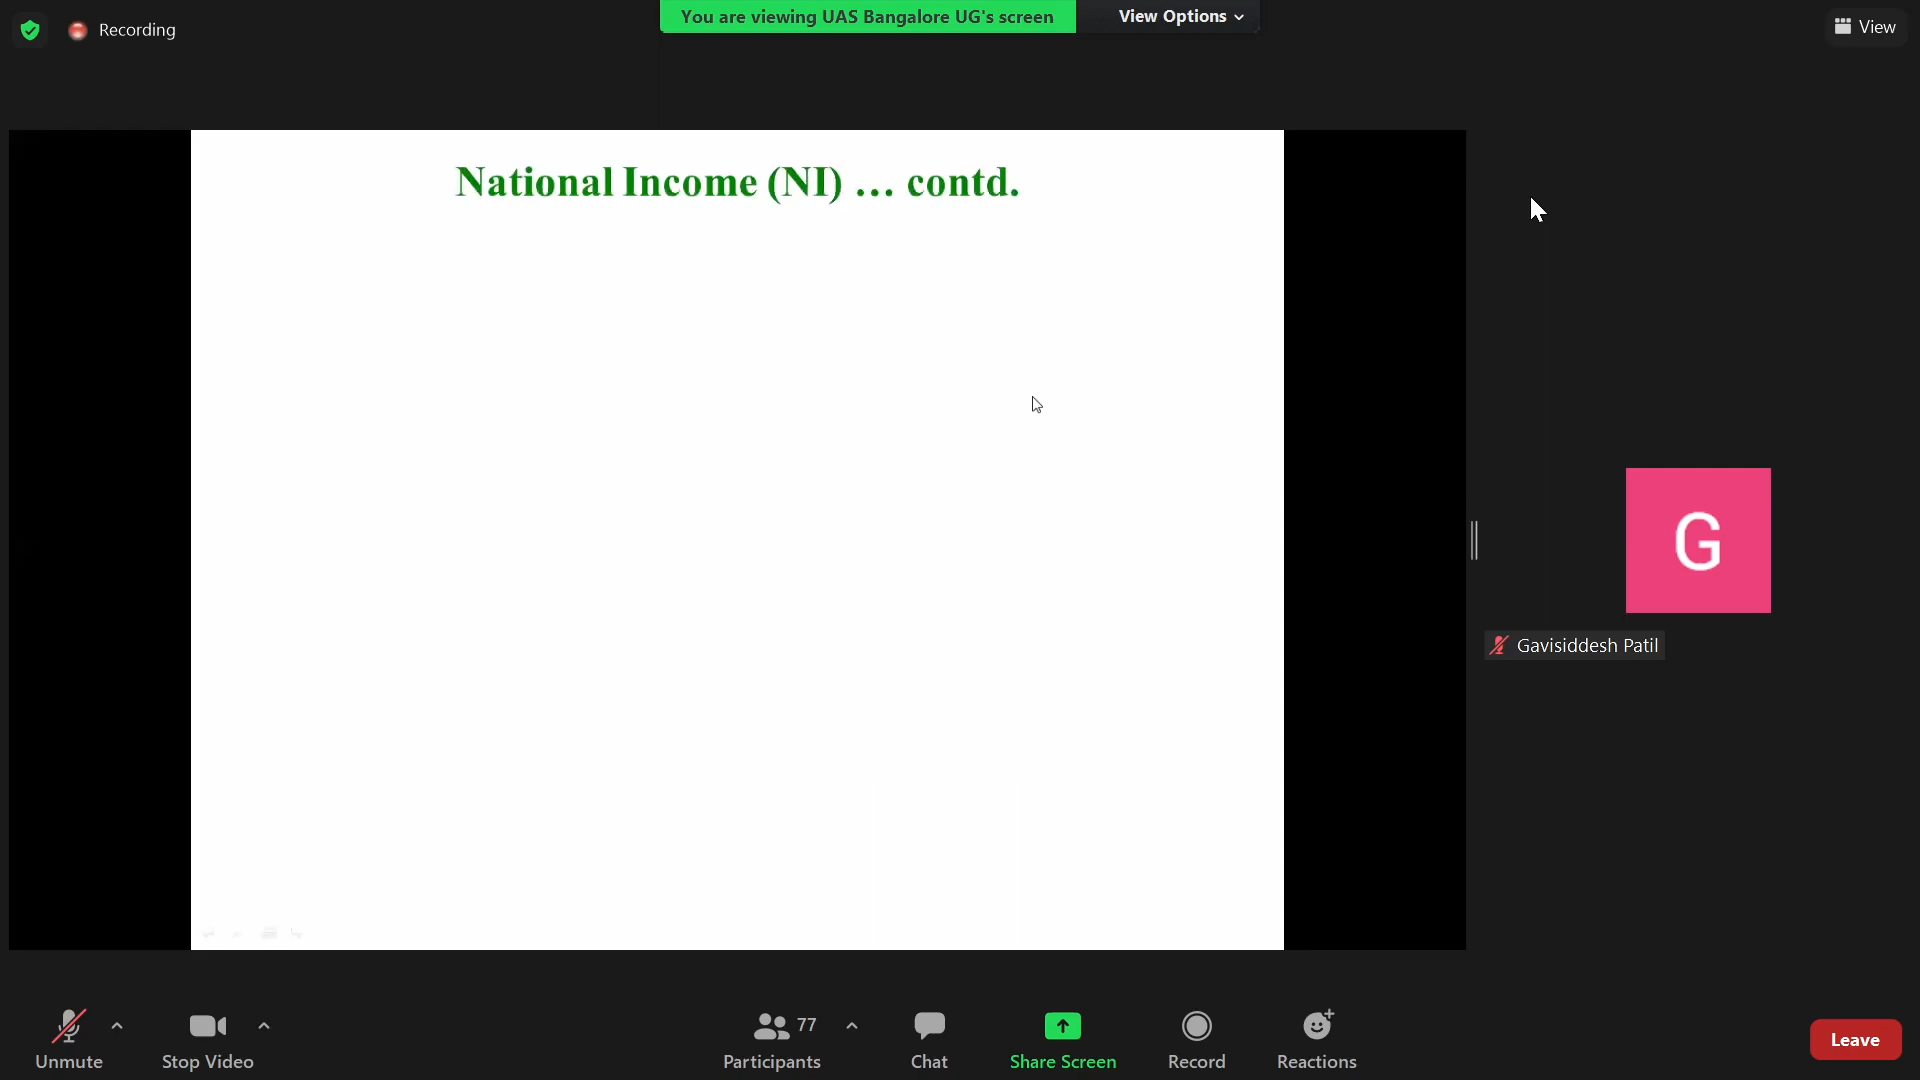 Recording
You are viewing UAS Bangalore UG's screen
View Options
View
National Income (NI) ... contd.
G
Gavisiddesh Patil
Unmute
Stop Video
77
Participants
Chat
Share Screen
Record
Reactions
Leave